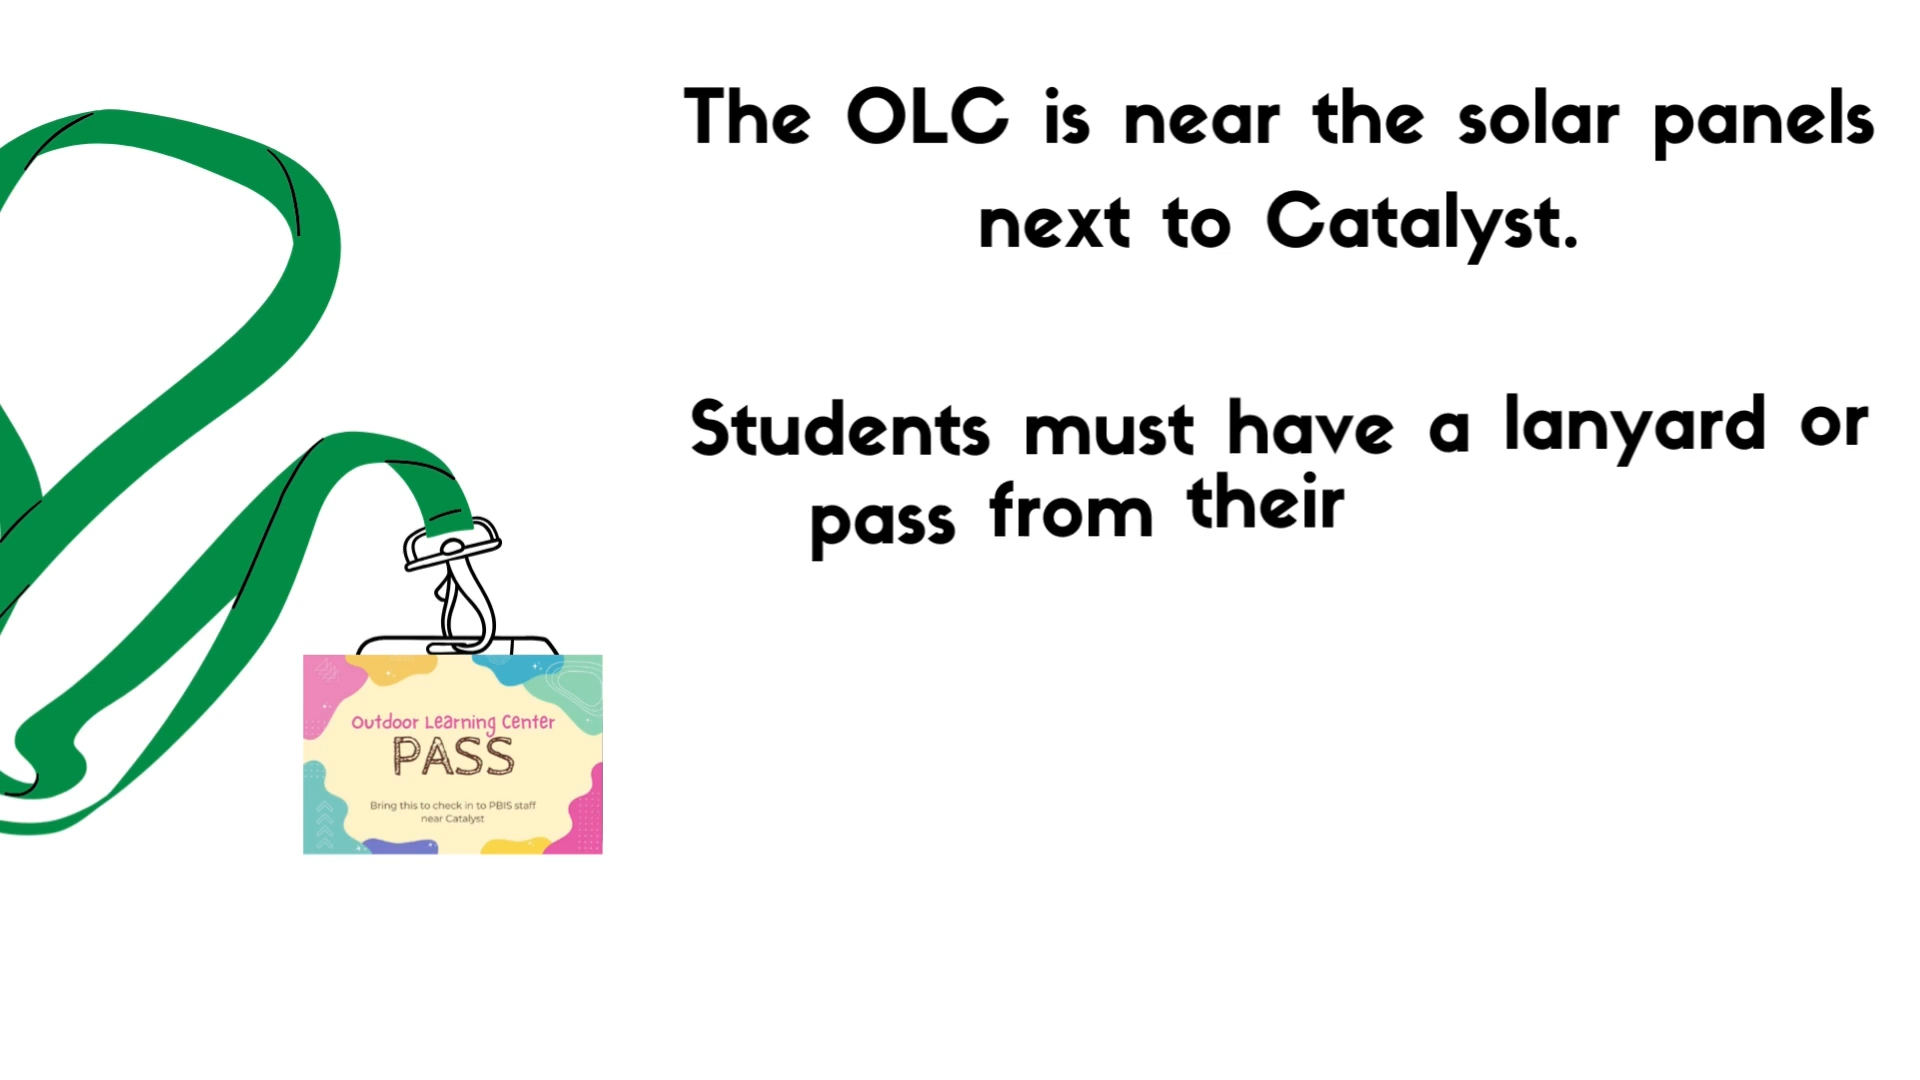 The OLC is near the solar panels
next to Catalyst.
Students must have a lanyard or
pass from their
Outdoor Learning Center
PASS
Bring this to check in to PBIS staff
near Catalyst